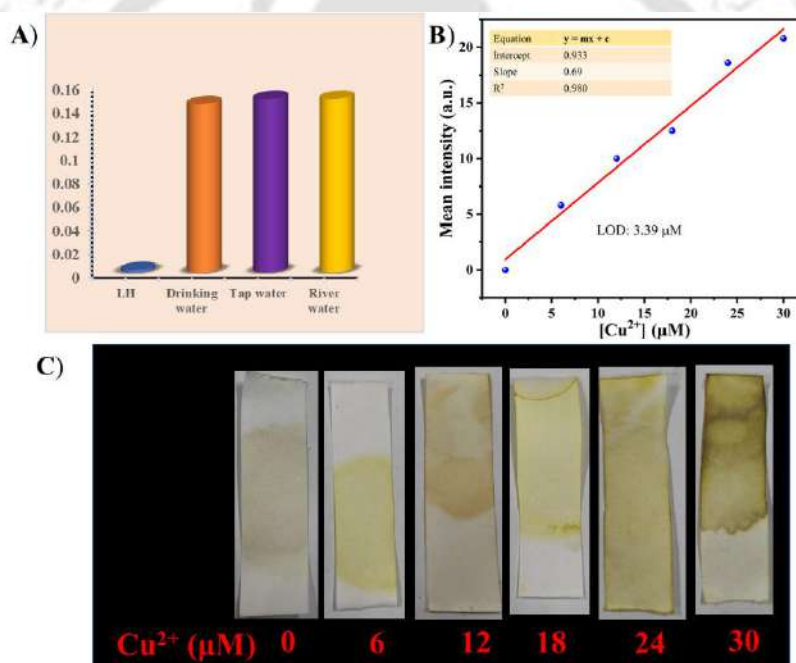 A)
0.16
0.14
0.12
0.1
0.08
0.06
0.04
0.02
0
LH
Drinking water
Tap water
River water
B)
Equation y = mx + c
Intercept 0.933
Slope 0.69
R² 0.980
20
15
10
5
0
Mean intensity (a.u.)
LOD: 3.39 µM
0 5 10 15 20 25 30
[Cu²⁺] (µM)
C)
Cu²⁺ (µM) 0 6 12 18 24 30